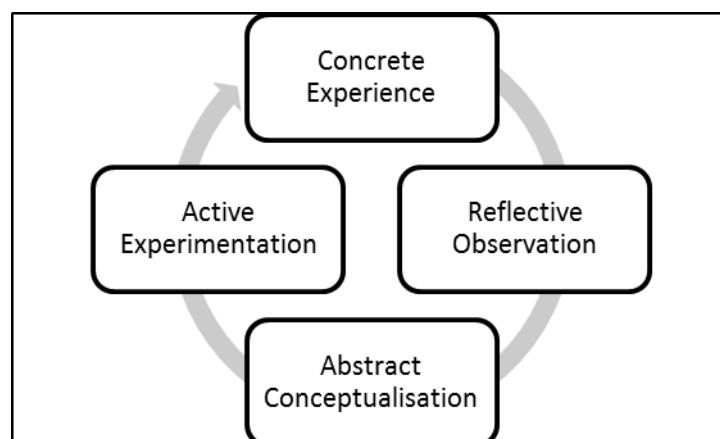 Concrete
Experience
Reflective
Observation
Abstract
Conceptualisation
Active
Experimentation